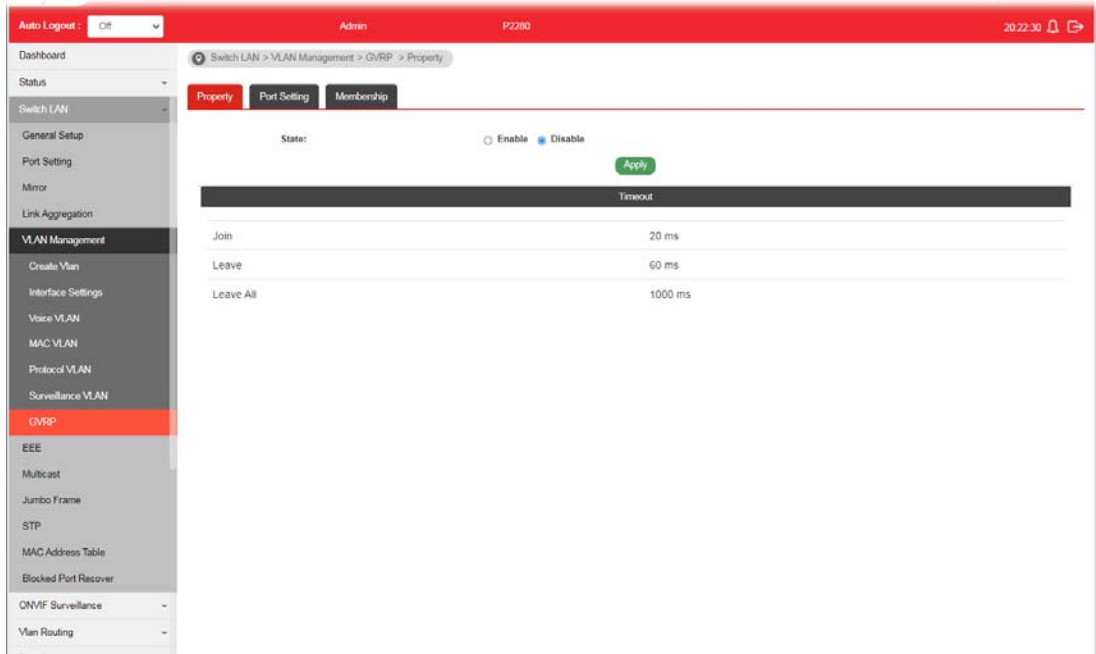 Auto Logout : Off Admin P2280 20:22:30
Dashboard
Switch LAN > VLAN Management > GVRP > Property
Status
Property Port Setting Membership
Switch LAN
General Setup
State: Enable Disable
Port Setting
Apply
Mirror
Timeout
Link Aggregation
VLAN Management
Join 20 ms
Create Vlan
Leave 60 ms
Interface Settings
Leave All 1000 ms
Voice VLAN
MAC VLAN
Protocol VLAN
Surveillance VLAN
GVRP
EEE
Multicast
Jumbo Frame
STP
MAC Address Table
Blocked Port Recover
ONVIF Surveillance
Vlan Routing